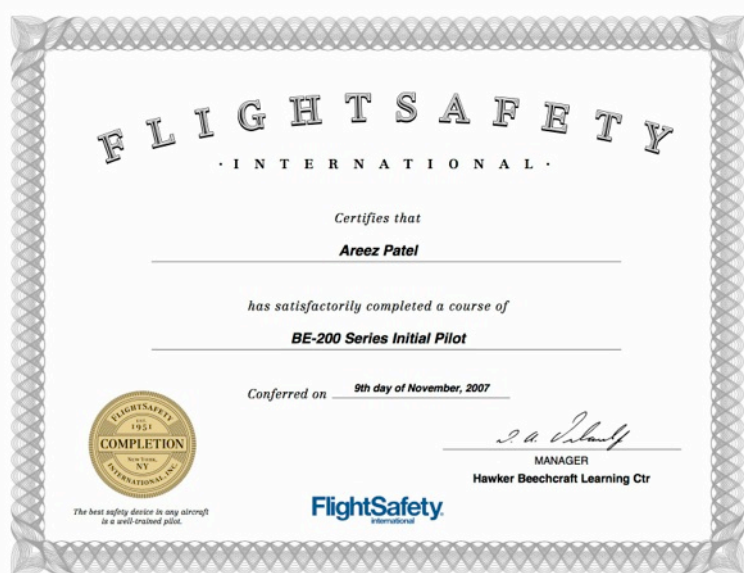 FLIGHTSAFETY
· INTERNATIONAL ·
Certifies that
Areez Patel
has satisfactorily completed a course of
BE-200 Series Initial Pilot
Conferred on 9th day of November, 2007
FLIGHTSAFETY
EST.
1951
COMPLETION
NEW YORK,
NY
INTERNATIONAL, INC.
The best safety device in any aircraft
is a well-trained pilot.
MANAGER
Hawker Beechcraft Learning Ctr
FlightSafety
international